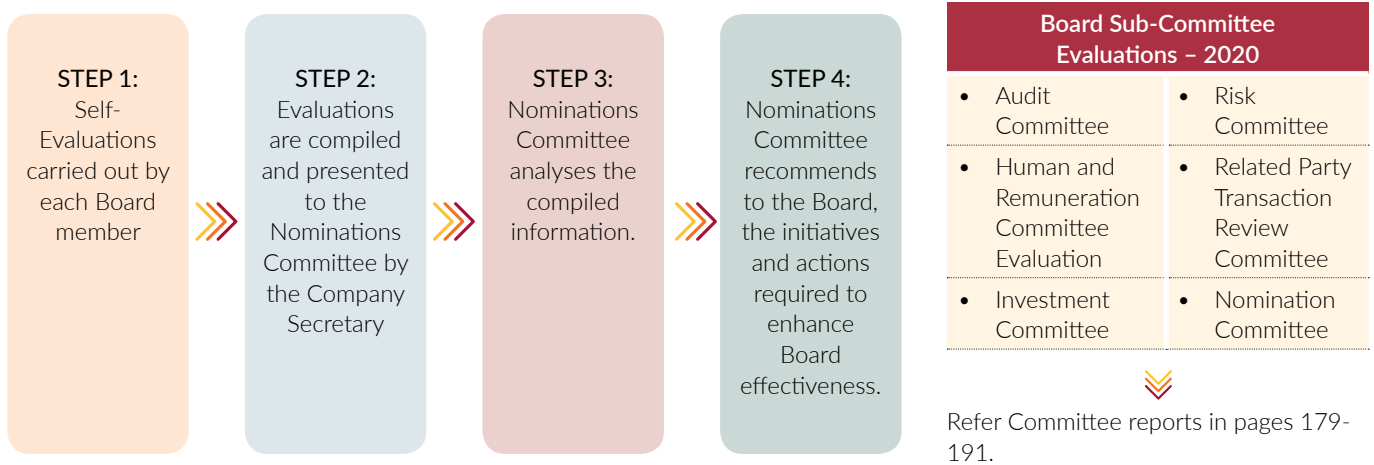 STEP 1:
Self-
Evaluations
carried out by
each Board
member
STEP 2:
Evaluations
are compiled
and presented
to the
Nominations
Committee by
the Company
Secretary
STEP 3:
Nominations
Committee
analyses the
compiled
information.
STEP 4:
Nominations
Committee
recommends
to the Board,
the initiatives
and actions
required to
enhance
Board
effectiveness.
Board Sub-Committee
Evaluations – 2020
• Audit
Committee
• Risk
Committee
• Human and
Remuneration
Committee
Evaluation
• Related Party
Transaction
Review
Committee
• Investment
Committee
• Nomination
Committee
Refer Committee reports in pages 179-
191.